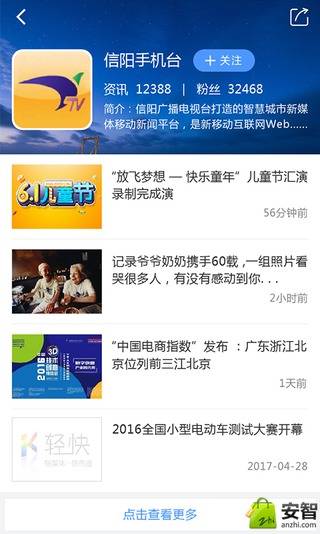 信阳手机台
+ 关注
TV
资讯 12388 | 粉丝 32468
简介：信阳广播电视台打造的智慧城市新媒
体移动新闻平台，是新移动互联网Web......
6.1儿童节
“放飞梦想 — 快乐童年”儿童节汇演
录制完成演
56分钟前
记录爷爷奶奶携手60载 ,一组照片看
哭很多人，有没有感动到你. . .
2小时前
2016
3D
“中国电商指数”发布 ：广东浙江北
京位列前三江北京
1天前
轻快
2016全国小型电动车测试大赛开幕
2017-04-28
点击查看更多
zhi
安智
anzhi.com